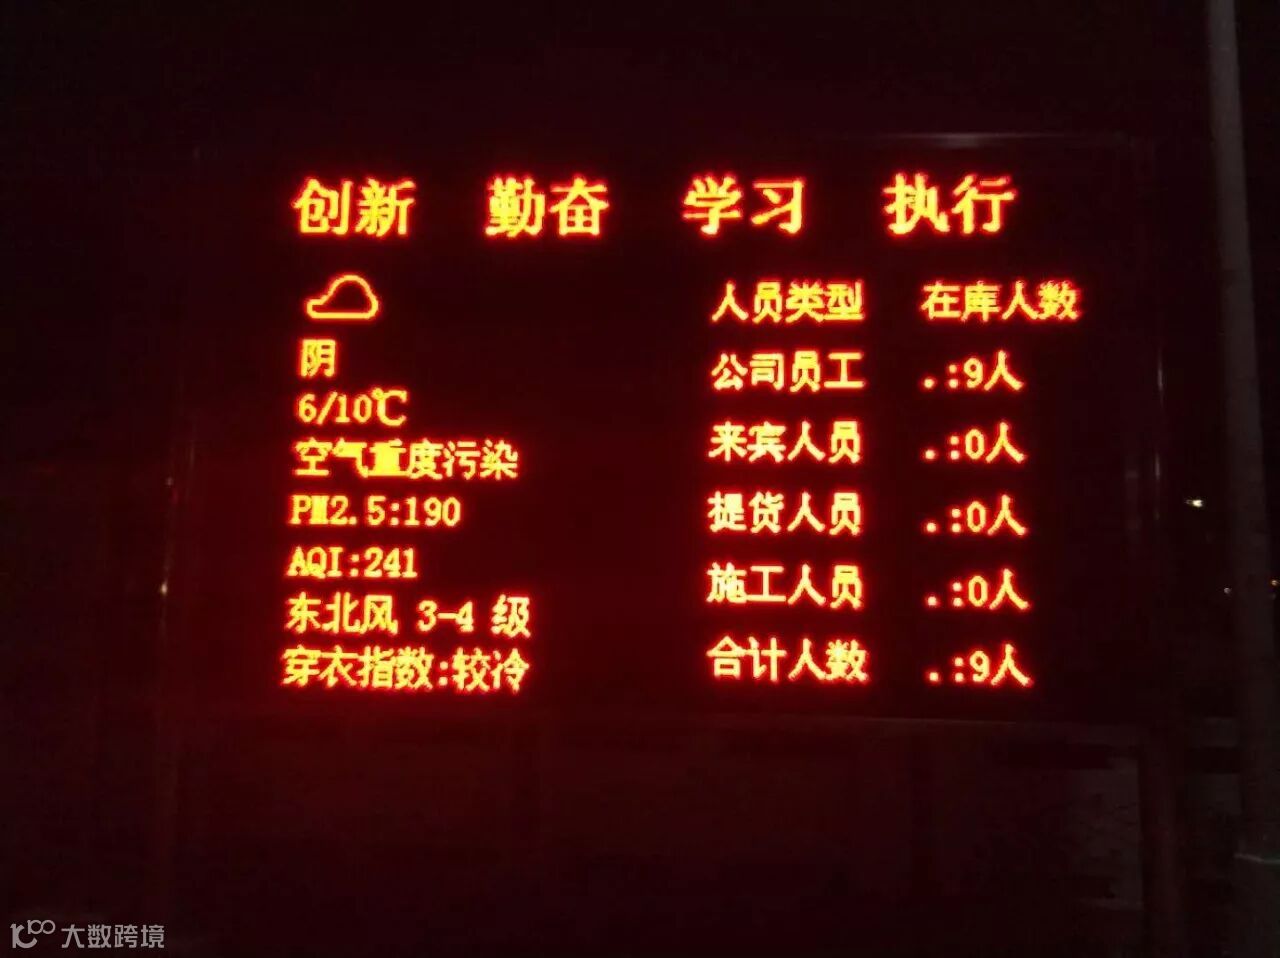 创新 勤奋 学习 执行
阴
6/10℃
空气重度污染
PM2.5:190
AQI:241
东北风 3-4 级
穿衣指数:较冷
人员类型 在库人数
公司员工 .:9人
来宾人员 .:0人
提货人员 .:0人
施工人员 .:0人
合计人数 .:9人
大数跨境